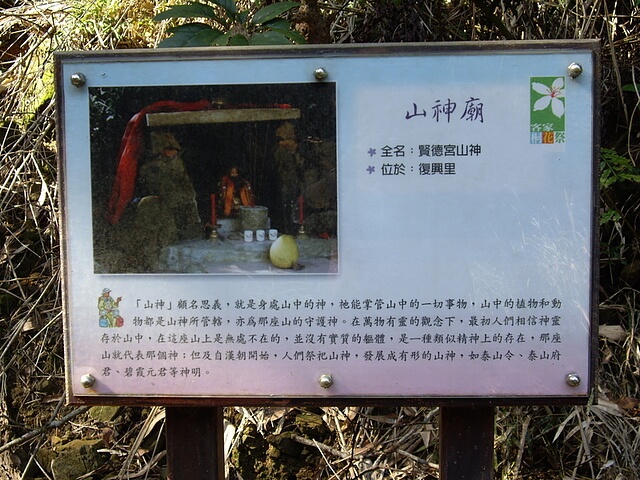 山神廟
全名：賢德宮山神
位於：復興里
客家
桐花祭
「山神」顧名思義，就是身處山中的神，祂能掌管山中的一切事物，山中的植物和動
物都是山神所管轄，亦為那座山的守護神。在萬物有靈的觀念下，最初人們相信神靈
存於山中，在這座山上是無處不在的，並沒有實質的軀體，是一種類似精神上的存在，那座
山就代表那個神；但及自漢朝開始，人們祭祀山神，發展成有形的山神，如泰山令、泰山府
君、碧霞元君等神明。